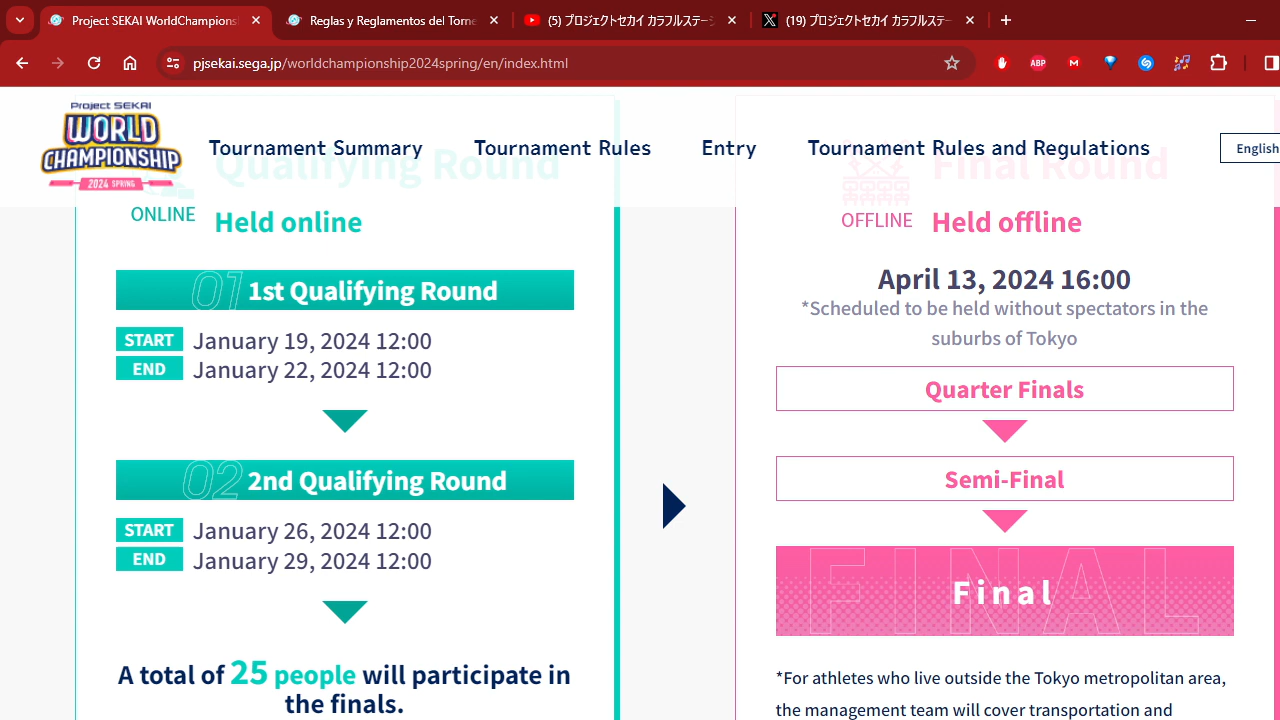 Project SEKAI WorldChampions
Reglas y Reglamentos del Torne
(5) プロジェクトセカイ カラフルステー
(19) プロジェクトセカイ カラフルステー
pjsekai.sega.jp/worldchampionship2024spring/en/index.html
ABP
Project SEKAI
WORLD
CHAMPIONSHIP
2024 SPRING
Tournament Summary
Tournament Rules
Entry
Tournament Rules and Regulations
English
Qualifying Round
ONLINE
Held online
01 1st Qualifying Round
START January 19, 2024 12:00
END January 22, 2024 12:00
02 2nd Qualifying Round
START January 26, 2024 12:00
END January 29, 2024 12:00
A total of 25 people will participate in
the finals.
Final Round
OFFLINE
Held offline
April 13, 2024 16:00
*Scheduled to be held without spectators in the
suburbs of Tokyo
Quarter Finals
Semi-Final
FINAL
Final
*For athletes who live outside the Tokyo metropolitan area,
the management team will cover transportation and